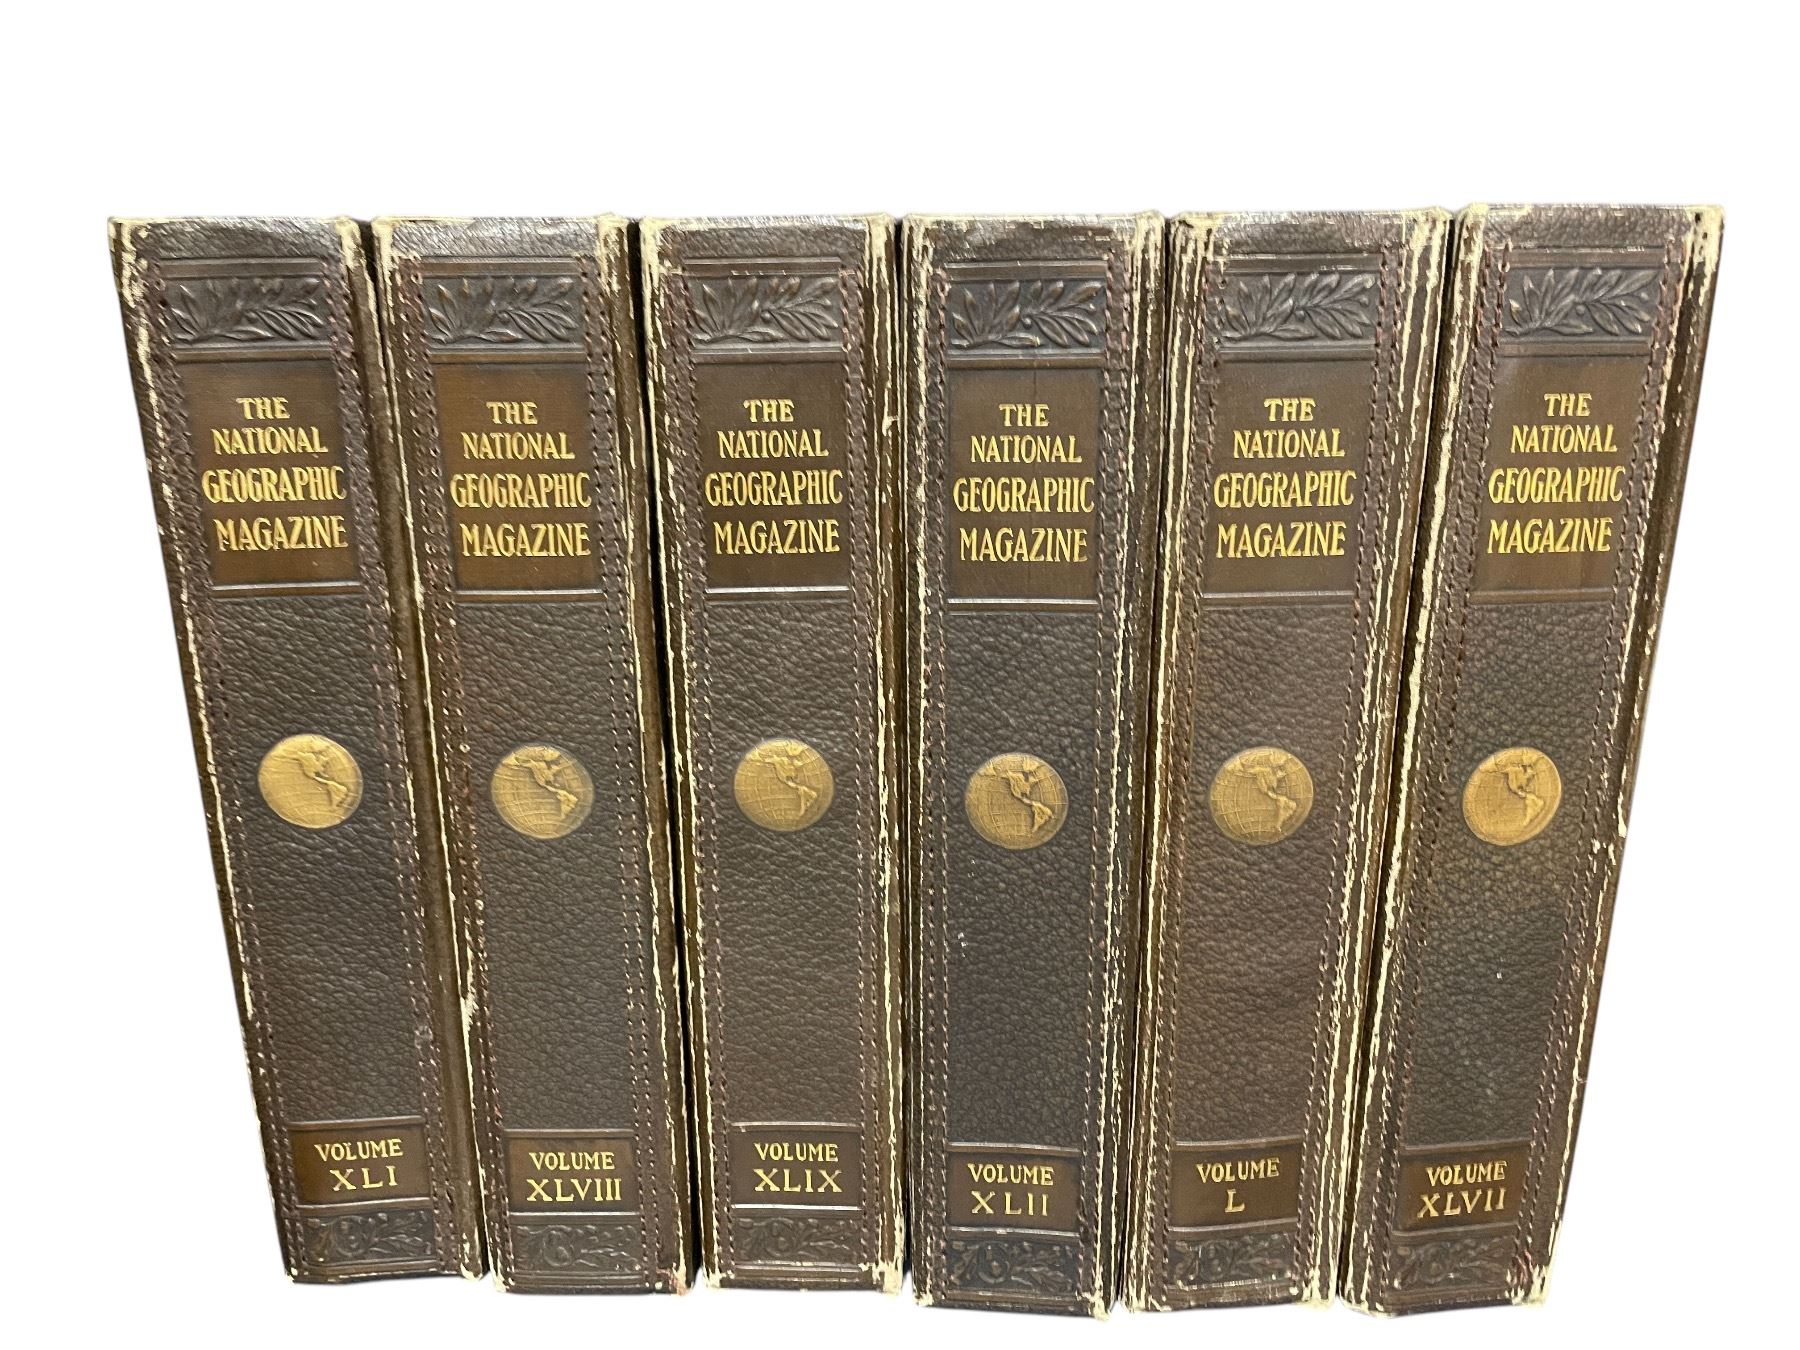 THE
NATIONAL
GEOGRAPHIC
MAGAZINE
VOLUME
XLI
THE
NATIONAL
GEOGRAPHIC
MAGAZINE
VOLUME
XLVIII
THE
NATIONAL
GEOGRAPHIC
MAGAZINE
VOLUME
XLIX
THE
NATIONAL
GEOGRAPHIC
MAGAZINE
VOLUME
XLII
THE
NATIONAL
GEOGRAPHIC
MAGAZINE
VOLUME
L
THE
NATIONAL
GEOGRAPHIC
MAGAZINE
VOLUME
XLVII